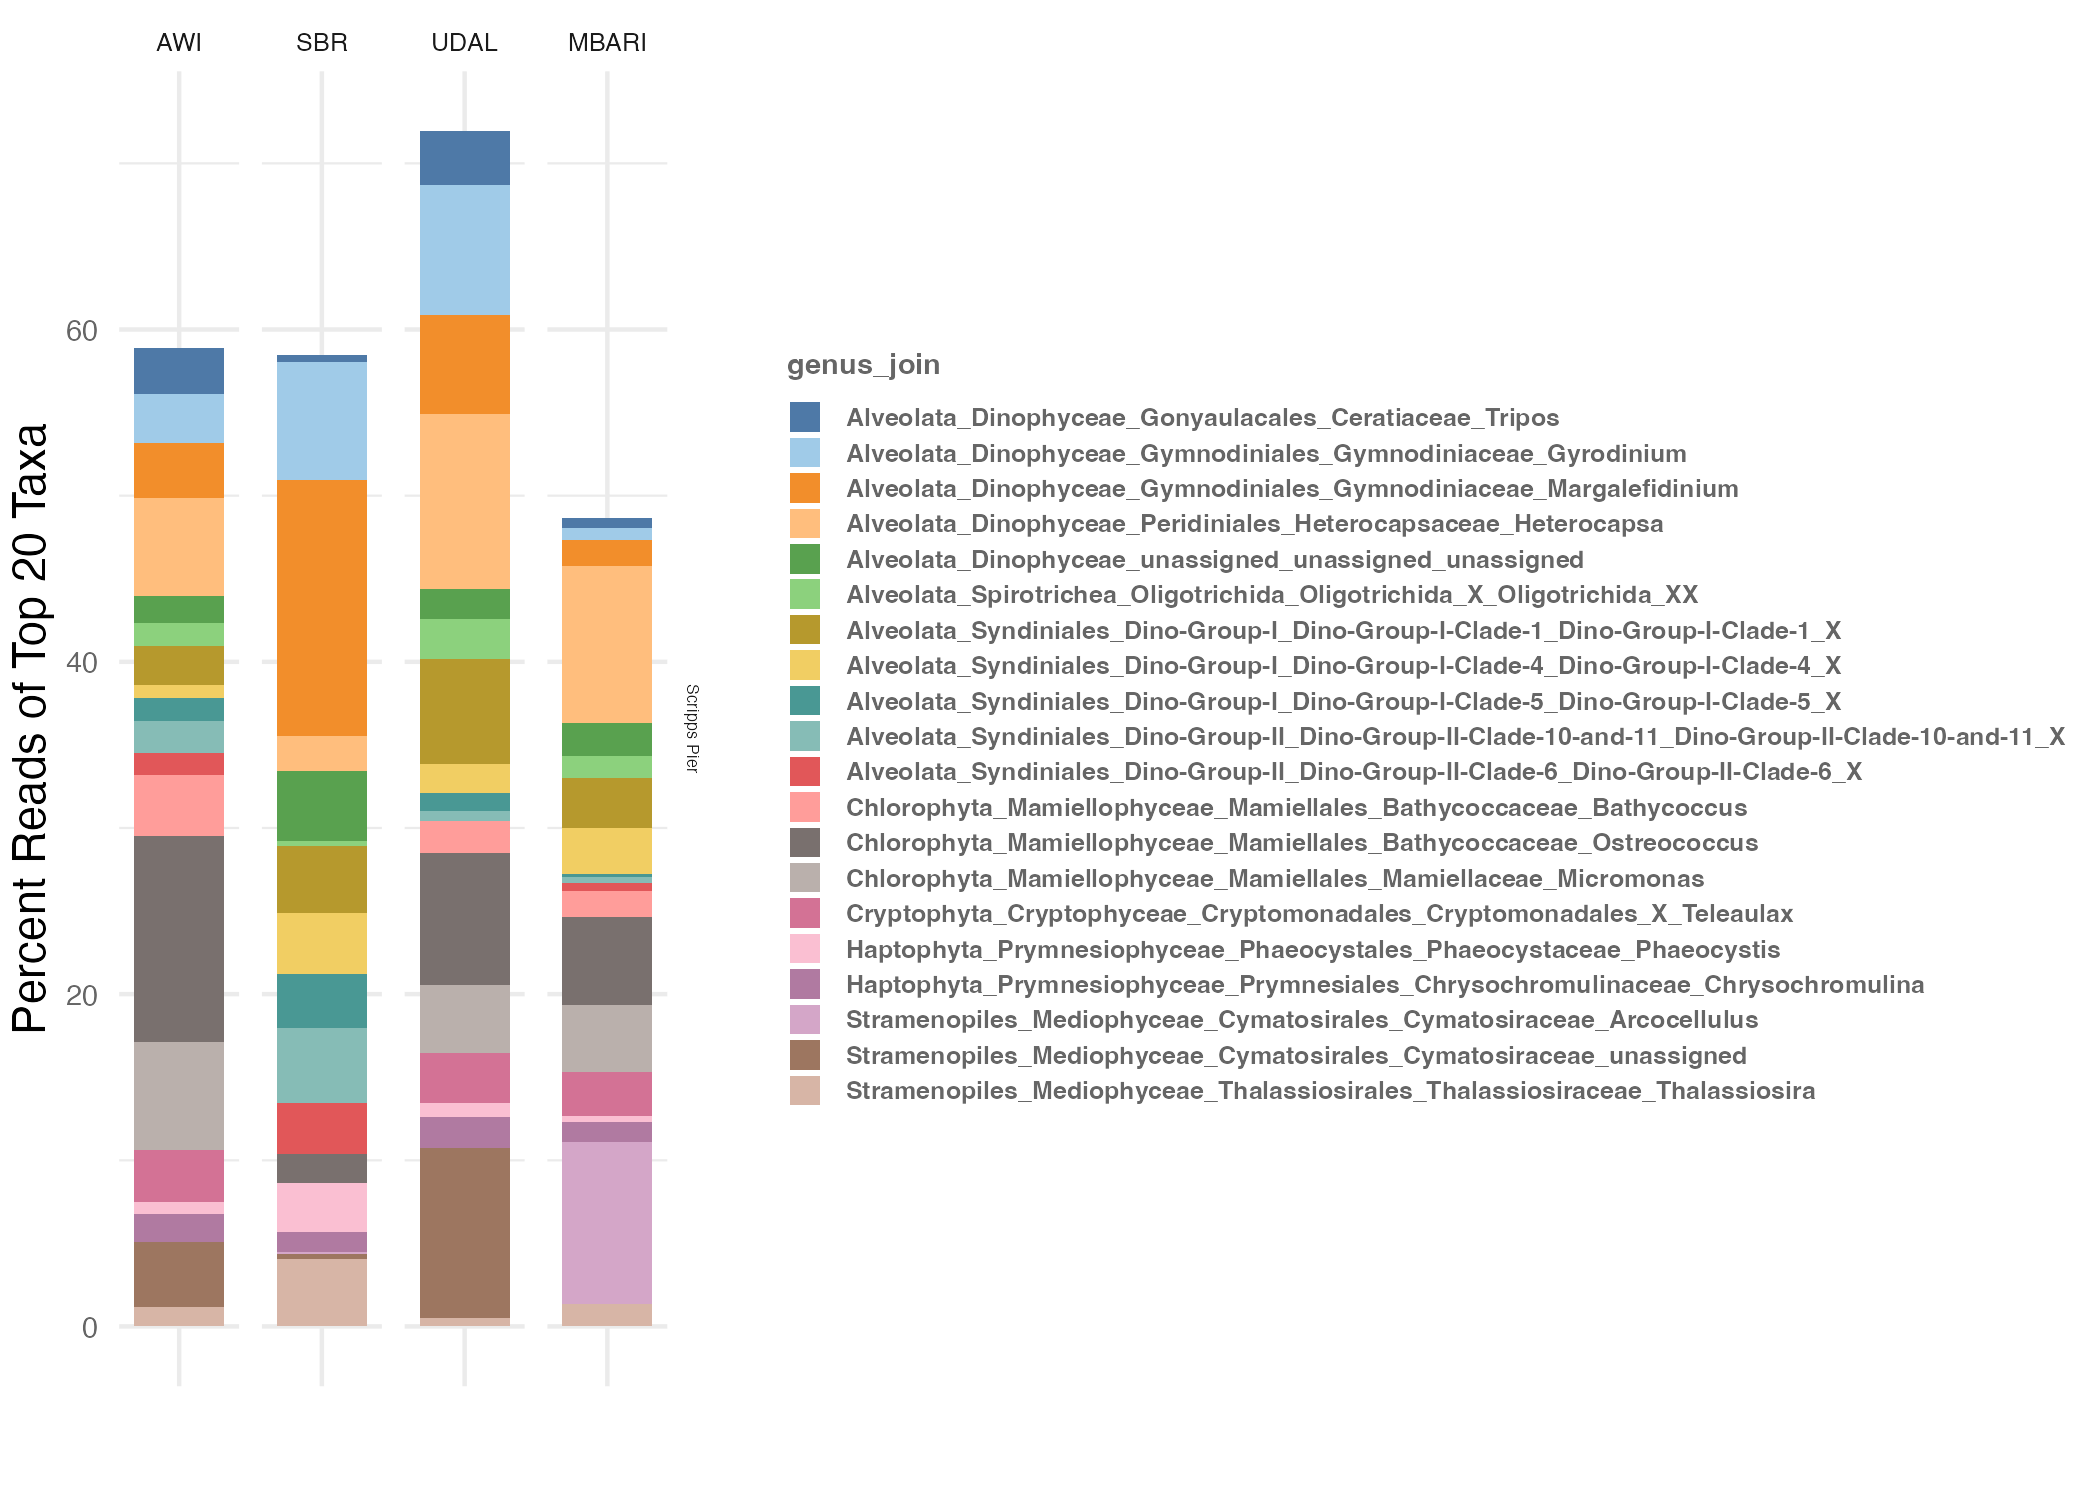 AWI SBR UDAL MBARI
Percent Reads of Top 20 Taxa
60
40
20
0
Scripps Pier
genus_join
Alveolata_Dinophyceae_Gonyaulacales_Ceratiaceae_Tripos
Alveolata_Dinophyceae_Gymnodiniales_Gymnodiniaceae_Gyrodinium
Alveolata_Dinophyceae_Gymnodiniales_Gymnodiniaceae_Margalefidinium
Alveolata_Dinophyceae_Peridiniales_Heterocapsaceae_Heterocapsa
Alveolata_Dinophyceae_unassigned_unassigned_unassigned
Alveolata_Spirotrichea_Oligotrichida_Oligotrichida_X_Oligotrichida_XX
Alveolata_Syndiniales_Dino-Group-I_Dino-Group-I-Clade-1_Dino-Group-I-Clade-1_X
Alveolata_Syndiniales_Dino-Group-I_Dino-Group-I-Clade-4_Dino-Group-I-Clade-4_X
Alveolata_Syndiniales_Dino-Group-I_Dino-Group-I-Clade-5_Dino-Group-I-Clade-5_X
Alveolata_Syndiniales_Dino-Group-II_Dino-Group-II-Clade-10-and-11_Dino-Group-II-Clade-10-and-11_X
Alveolata_Syndiniales_Dino-Group-II_Dino-Group-II-Clade-6_Dino-Group-II-Clade-6_X
Chlorophyta_Mamiellophyceae_Mamiellales_Bathycoccaceae_Bathycoccus
Chlorophyta_Mamiellophyceae_Mamiellales_Bathycoccaceae_Ostreococcus
Chlorophyta_Mamiellophyceae_Mamiellales_Mamiellaceae_Micromonas
Cryptophyta_Cryptophyceae_Cryptomonadales_Cryptomonadales_X_Teleaulax
Haptophyta_Prymnesiophyceae_Phaeocystales_Phaeocystaceae_Phaeocystis
Haptophyta_Prymnesiophyceae_Prymnesiales_Chrysochromulinaceae_Chrysochromulina
Stramenopiles_Mediophyceae_Cymatosirales_Cymatosiraceae_Arcocellulus
Stramenopiles_Mediophyceae_Cymatosirales_Cymatosiraceae_unassigned
Stramenopiles_Mediophyceae_Thalassiosirales_Thalassiosiraceae_Thalassiosira